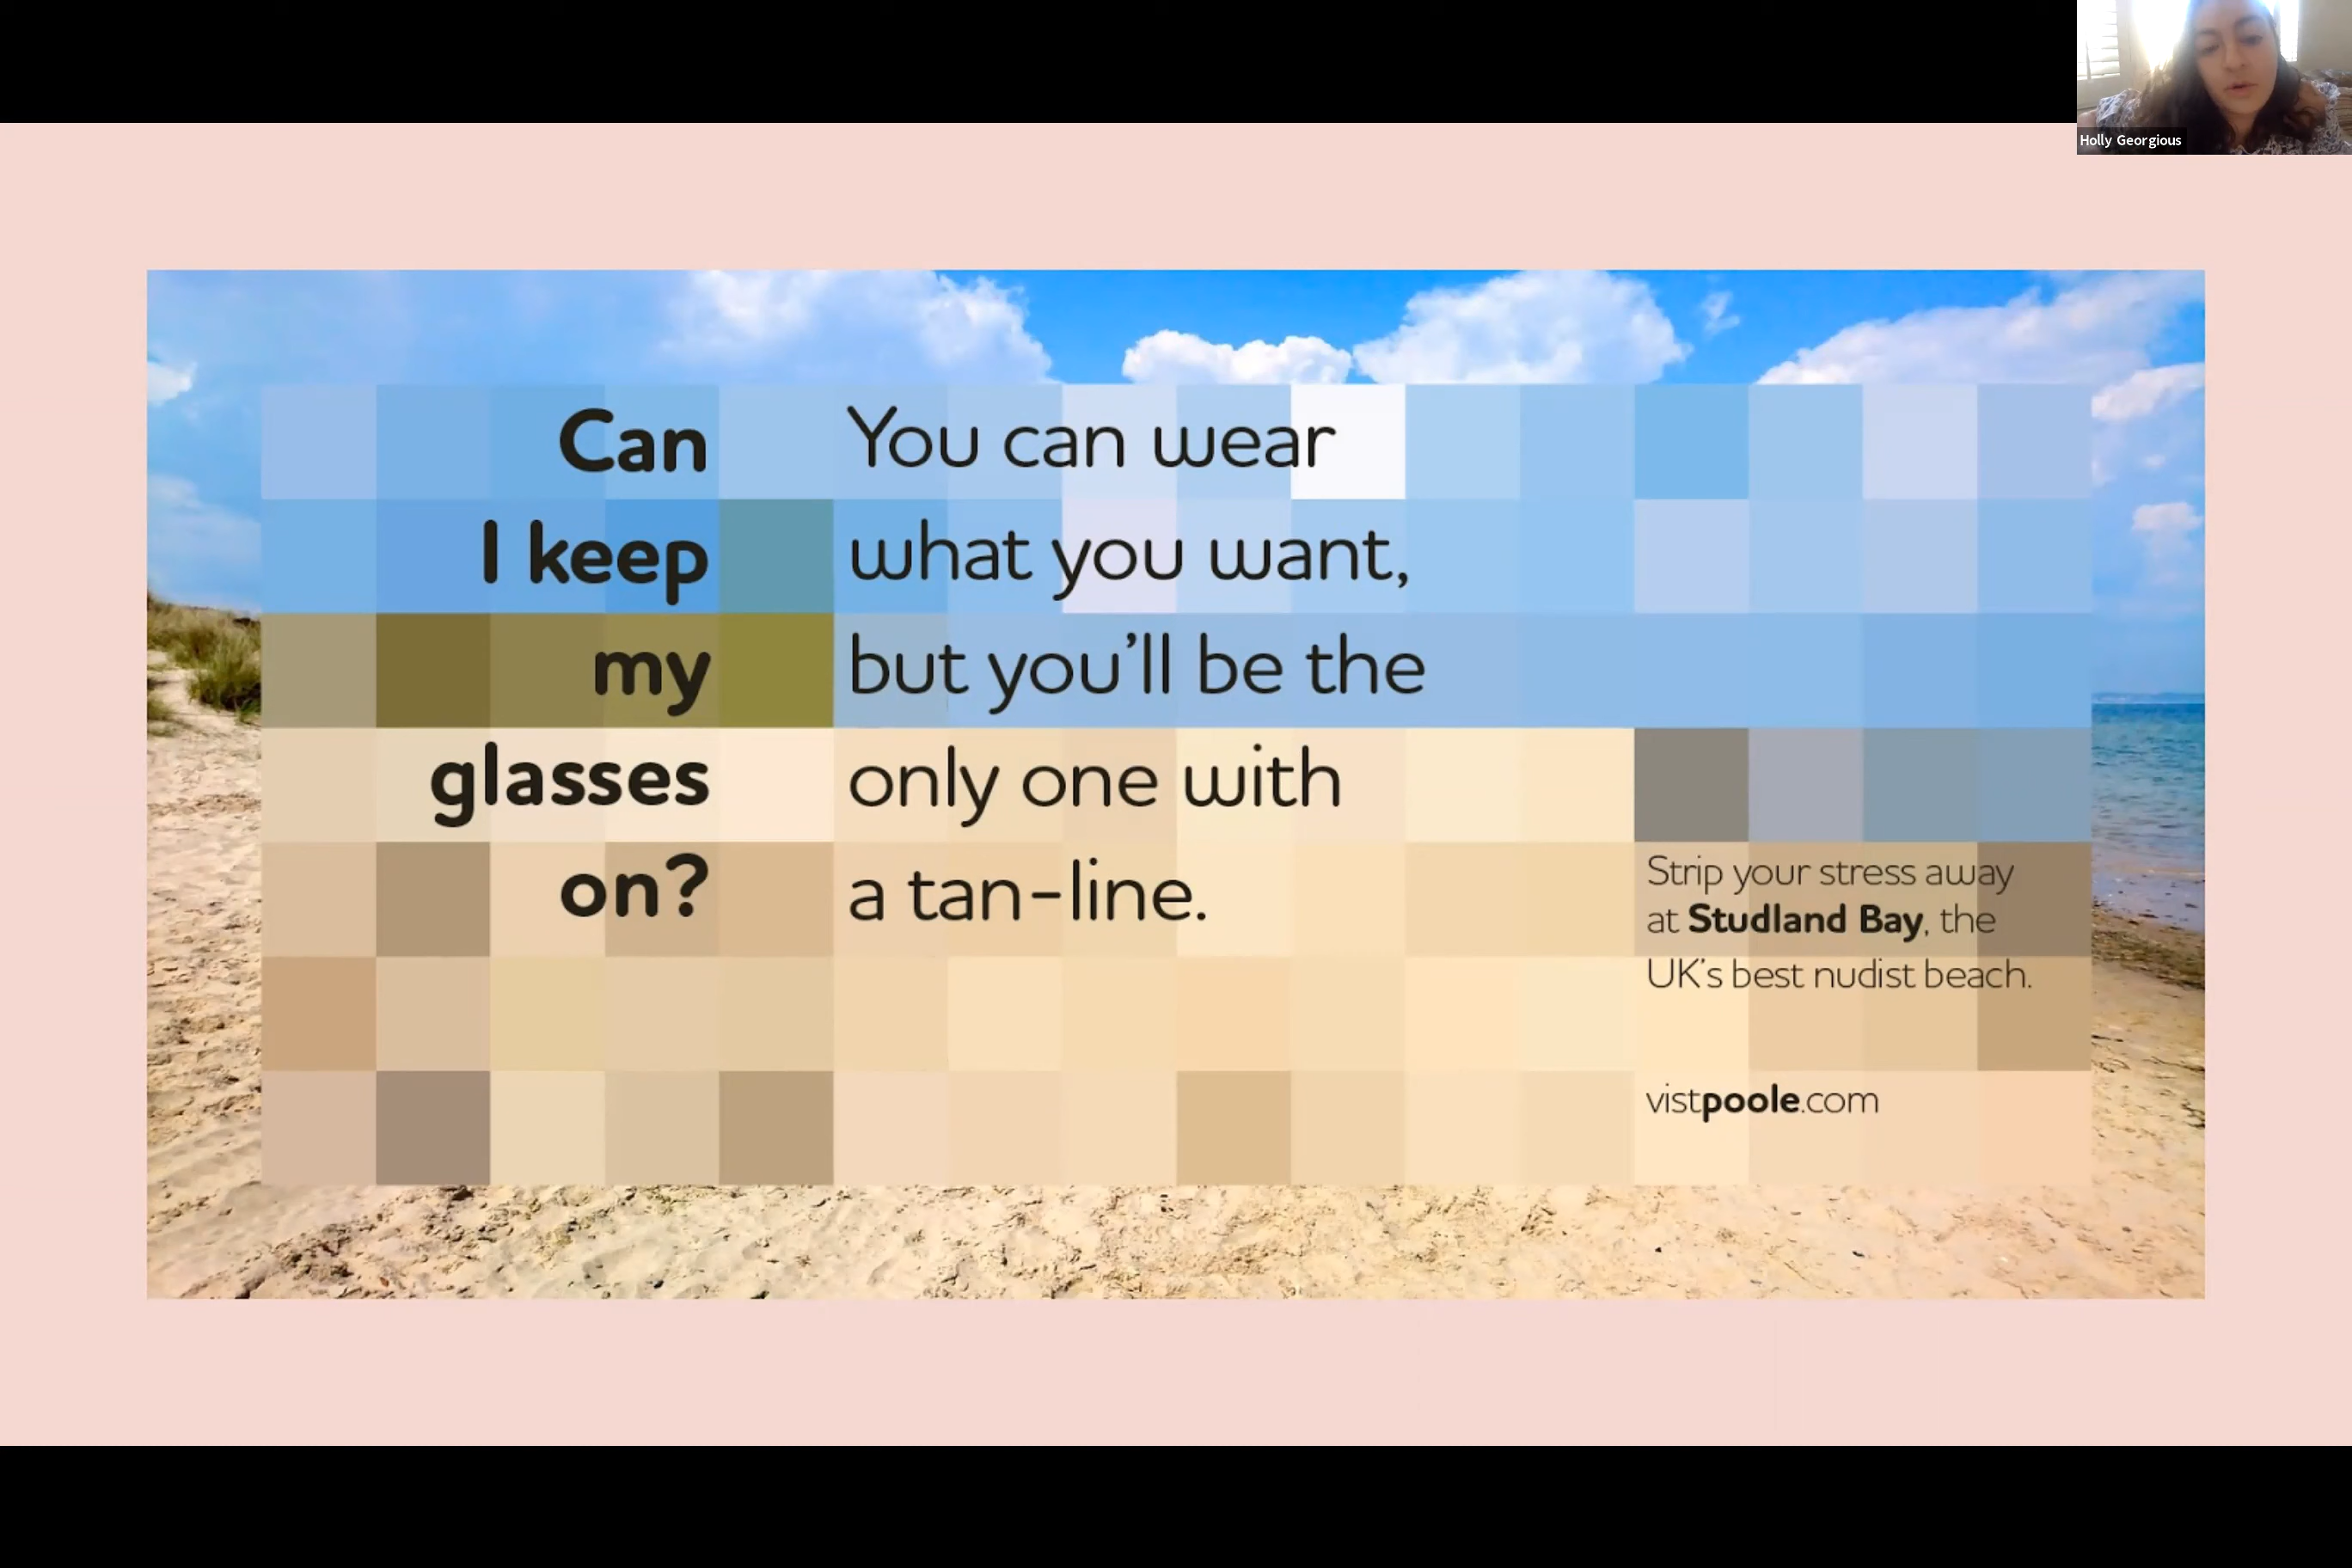 Holly Georgious
Can
I keep
my
glasses
on?
You can wear
what you want,
but you'll be the
only one with
a tan-line.
Strip your stress away
at Studland Bay, the
UK's best nudist beach.
vistpoole.com